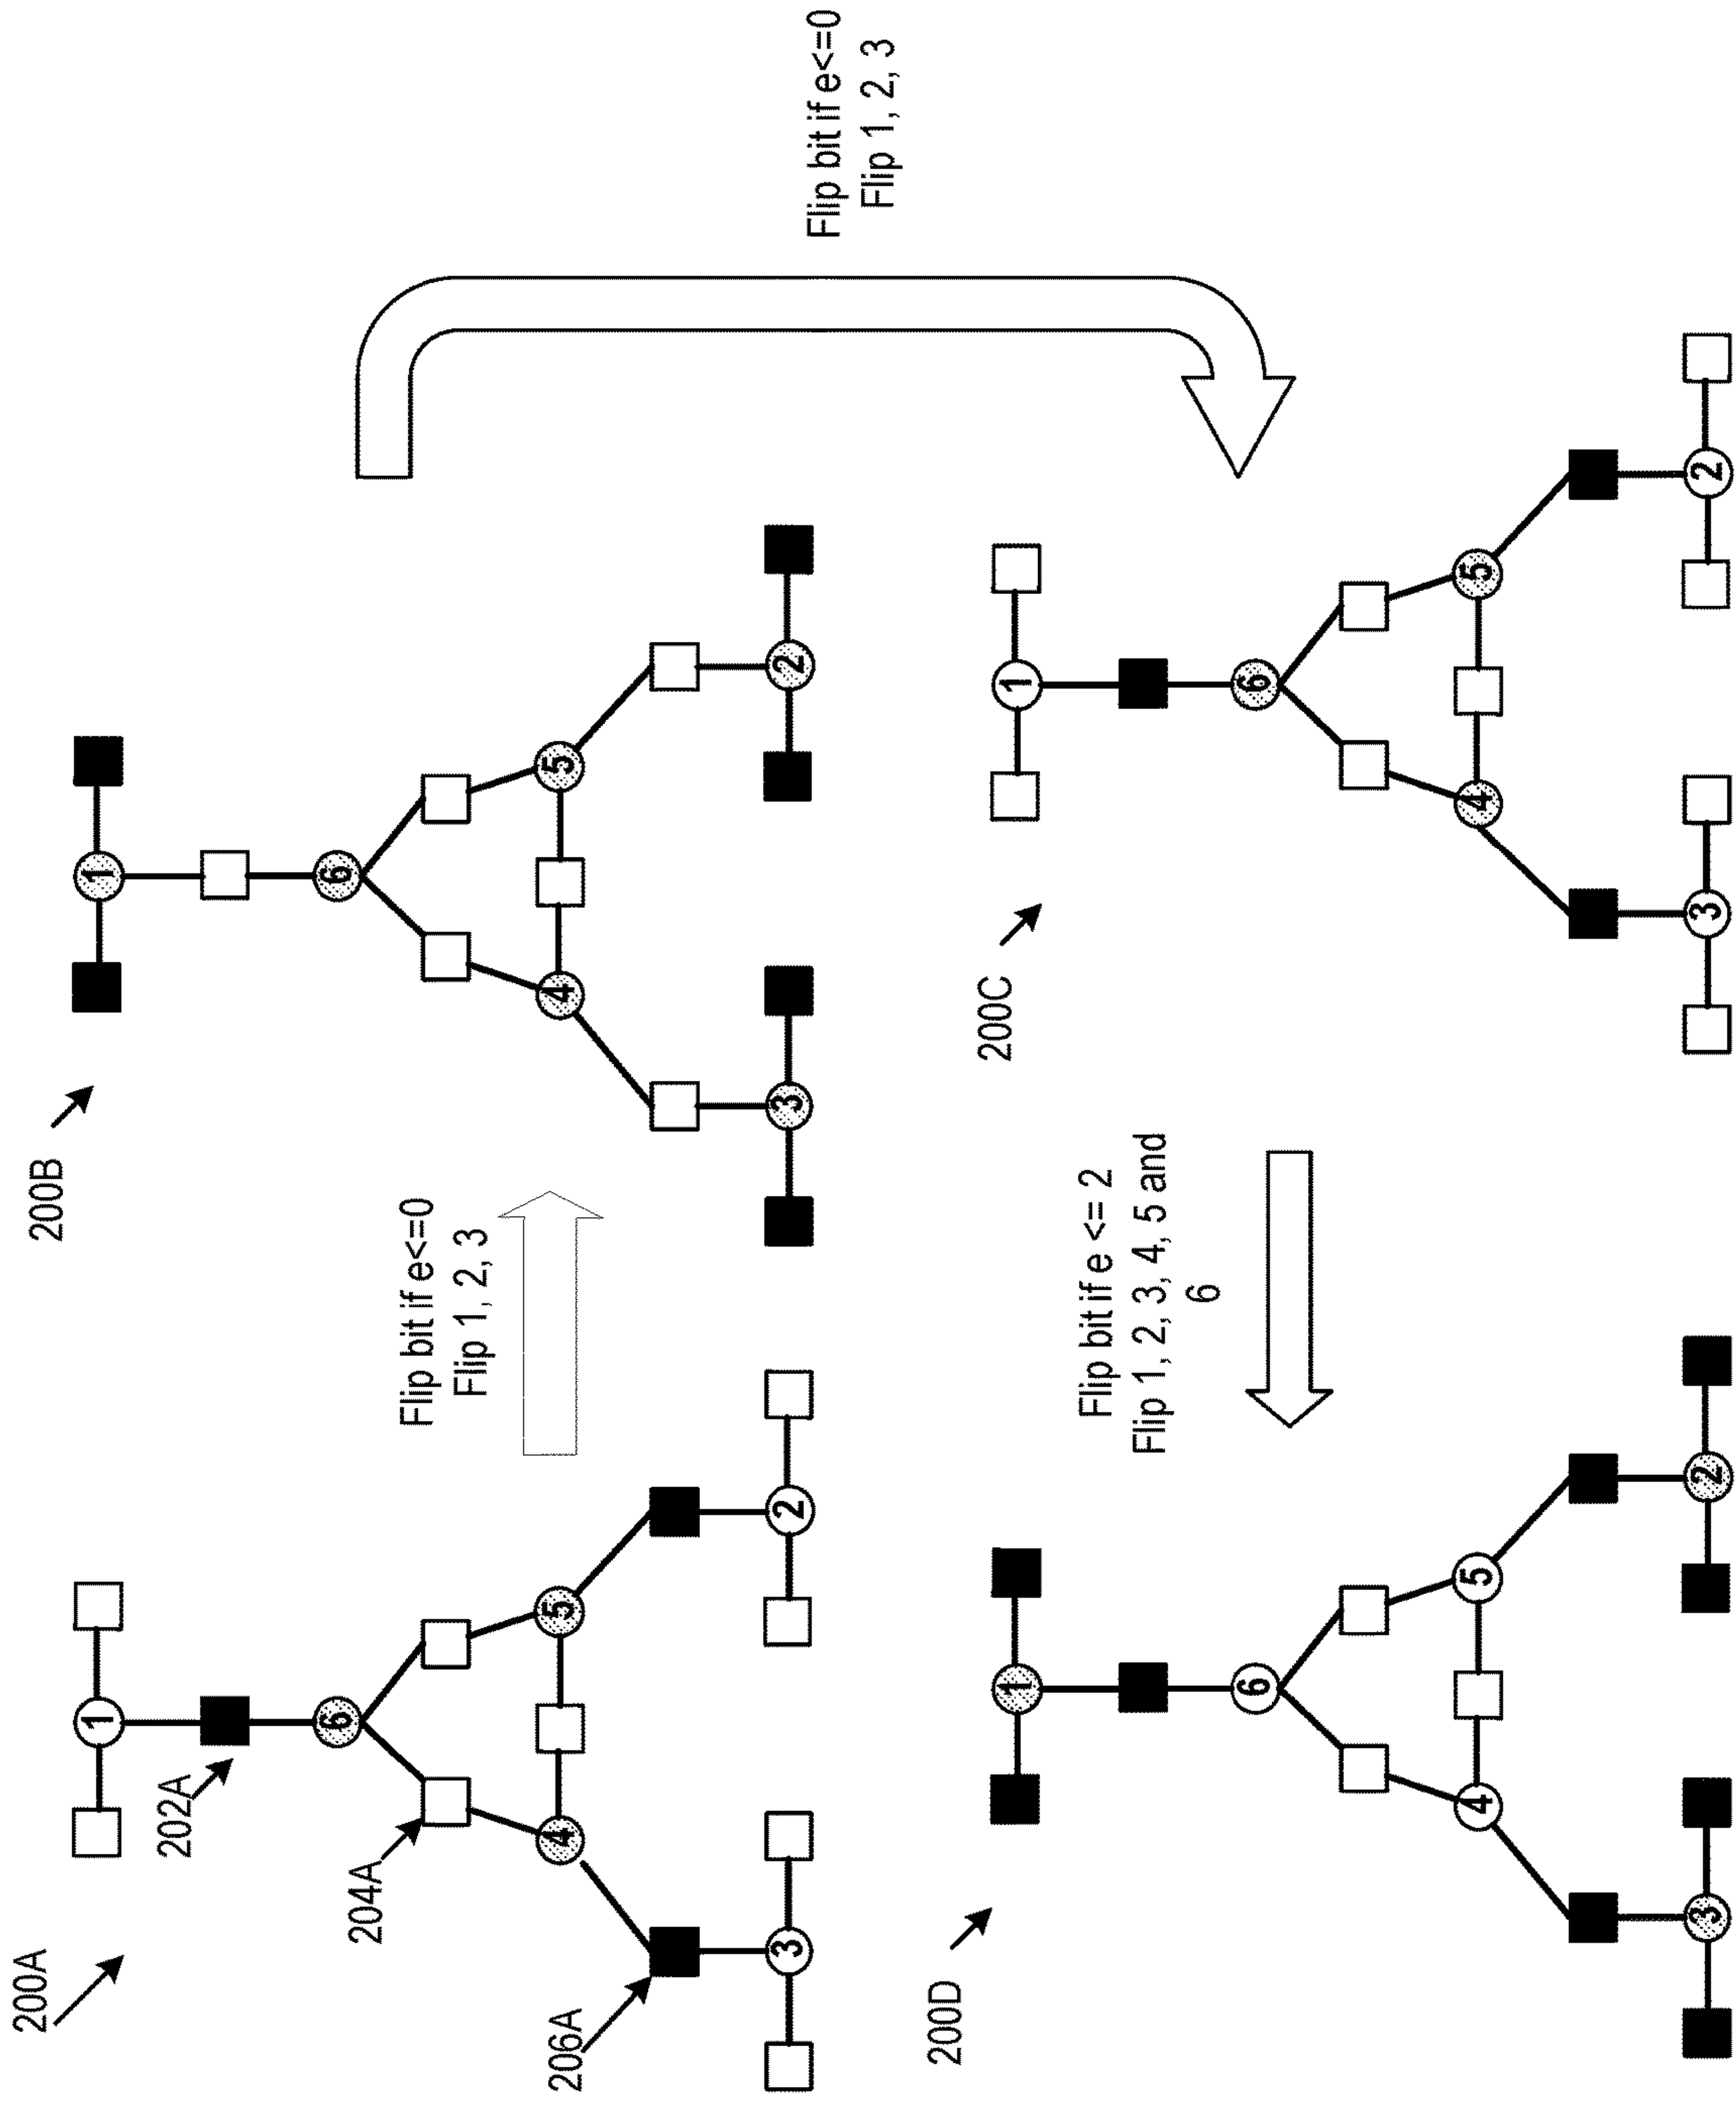 200A
1
202A
6
204A
4
5
206A
3
2
Flip bit if e<=0
Flip 1, 2, 3
200B
1
6
4
5
3
2
Flip bit if e<=0
Flip 1, 2, 3
200C
1
6
4
5
3
2
Flip bit if e <= 2
Flip 1, 2, 3, 4, 5 and
6
200D
1
6
4
5
3
2